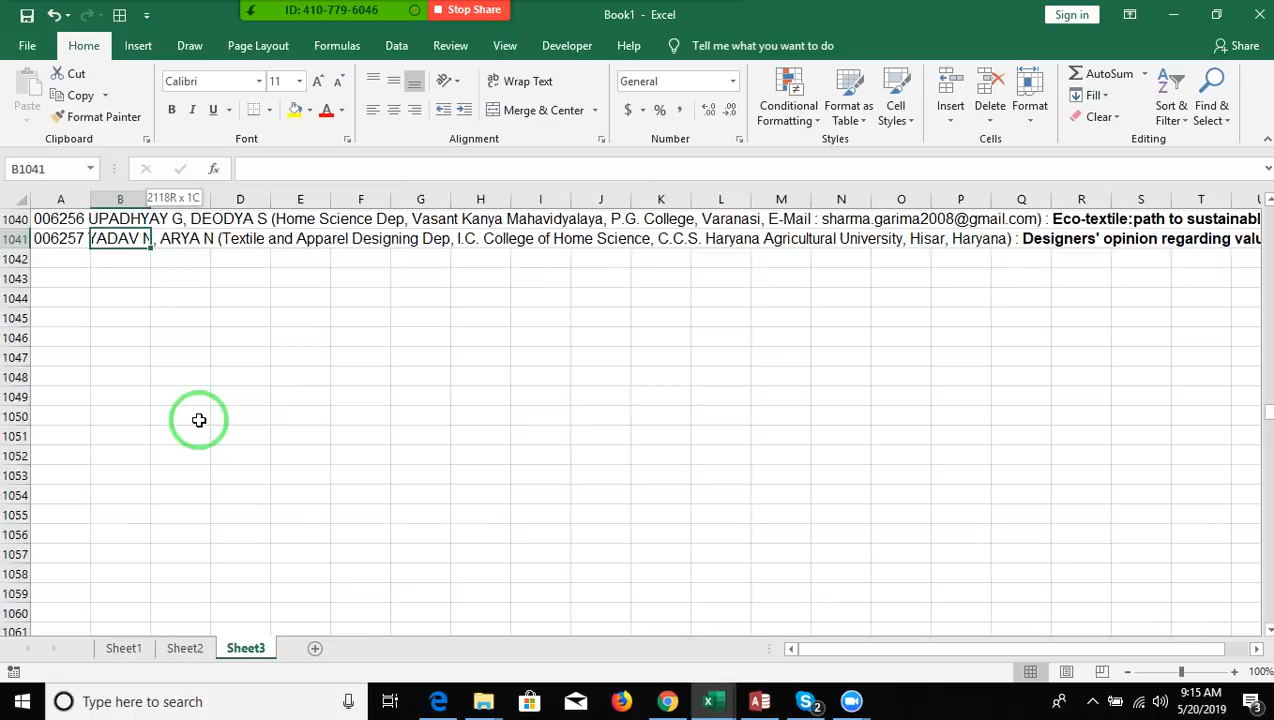 ID: 410-779-6046
Stop Share
Book1 - Excel
Sign in
File Home Insert Draw Page Layout Formulas Data Review View Developer Help Tell me what you want to do Share
Paste
Cut
Copy
Format Painter
Clipboard
Calibri 11
B I U
Font
Wrap Text
Merge & Center
Alignment
General
$ % ,
Number
Conditional Formatting
Format as Table
Cell Styles
Styles
Insert
Delete
Format
Cells
AutoSum
Fill
Clear
Sort & Filter
Find & Select
Editing
B1041
fx
2118R x 1C
A B D E F G H I J K L M N O P Q R S T U
1040 006256 UPADHYAY G, DEODYA S (Home Science Dep, Vasant Kanya Mahavidyalaya, P.G. College, Varanasi, E-Mail : sharma.garima2008@gmail.com) : Eco-textile:path to sustainabl
1041 006257 YADAV N, ARYA N (Textile and Apparel Designing Dep, I.C. College of Home Science, C.C.S. Haryana Agricultural University, Hisar, Haryana) : Designers' opinion regarding valu
1042
1043
1044
1045
1046
1047
1048
1049
1050
1051
1052
1053
1054
1055
1056
1057
1058
1059
1060
1061
Sheet1 Sheet2 Sheet3
100%
Type here to search
2
9:15 AM
5/20/2019
3